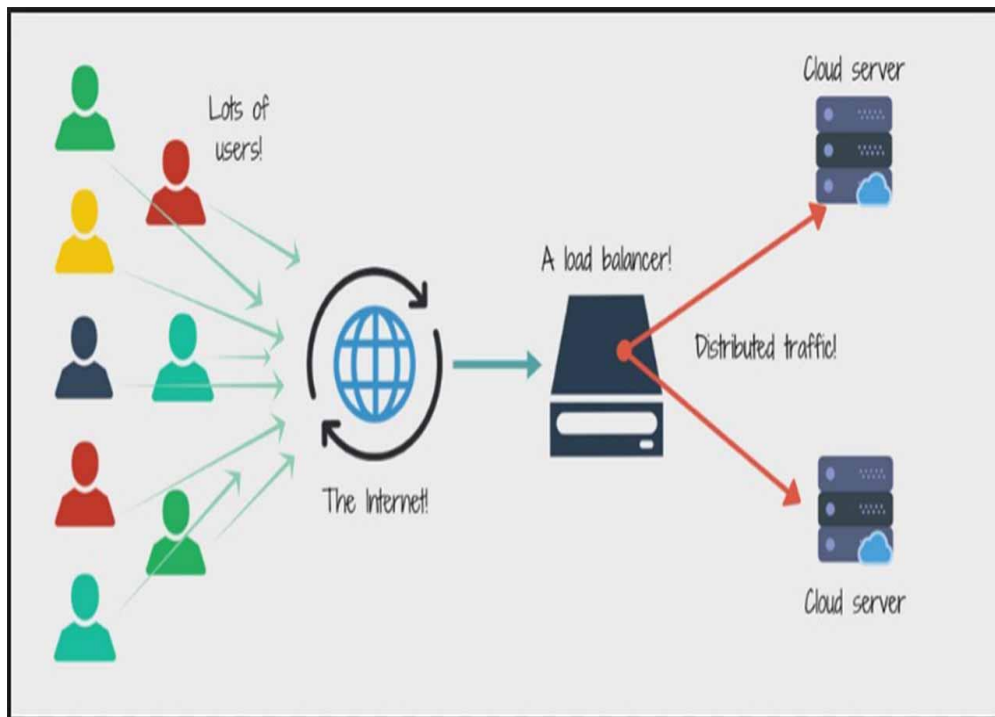 Lots of
users!
The Internet!
A load balancer!
Distributed traffic!
Cloud server
Cloud server